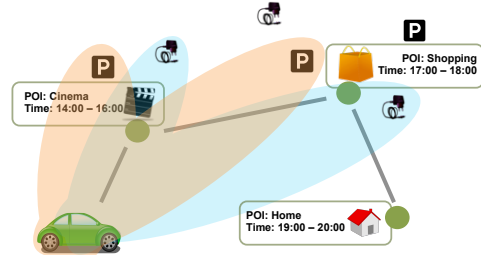 P
POI: Shopping
Time: 17:00 – 18:00
P
P
POI: Cinema
Time: 14:00 – 16:00
POI: Home
Time: 19:00 – 20:00